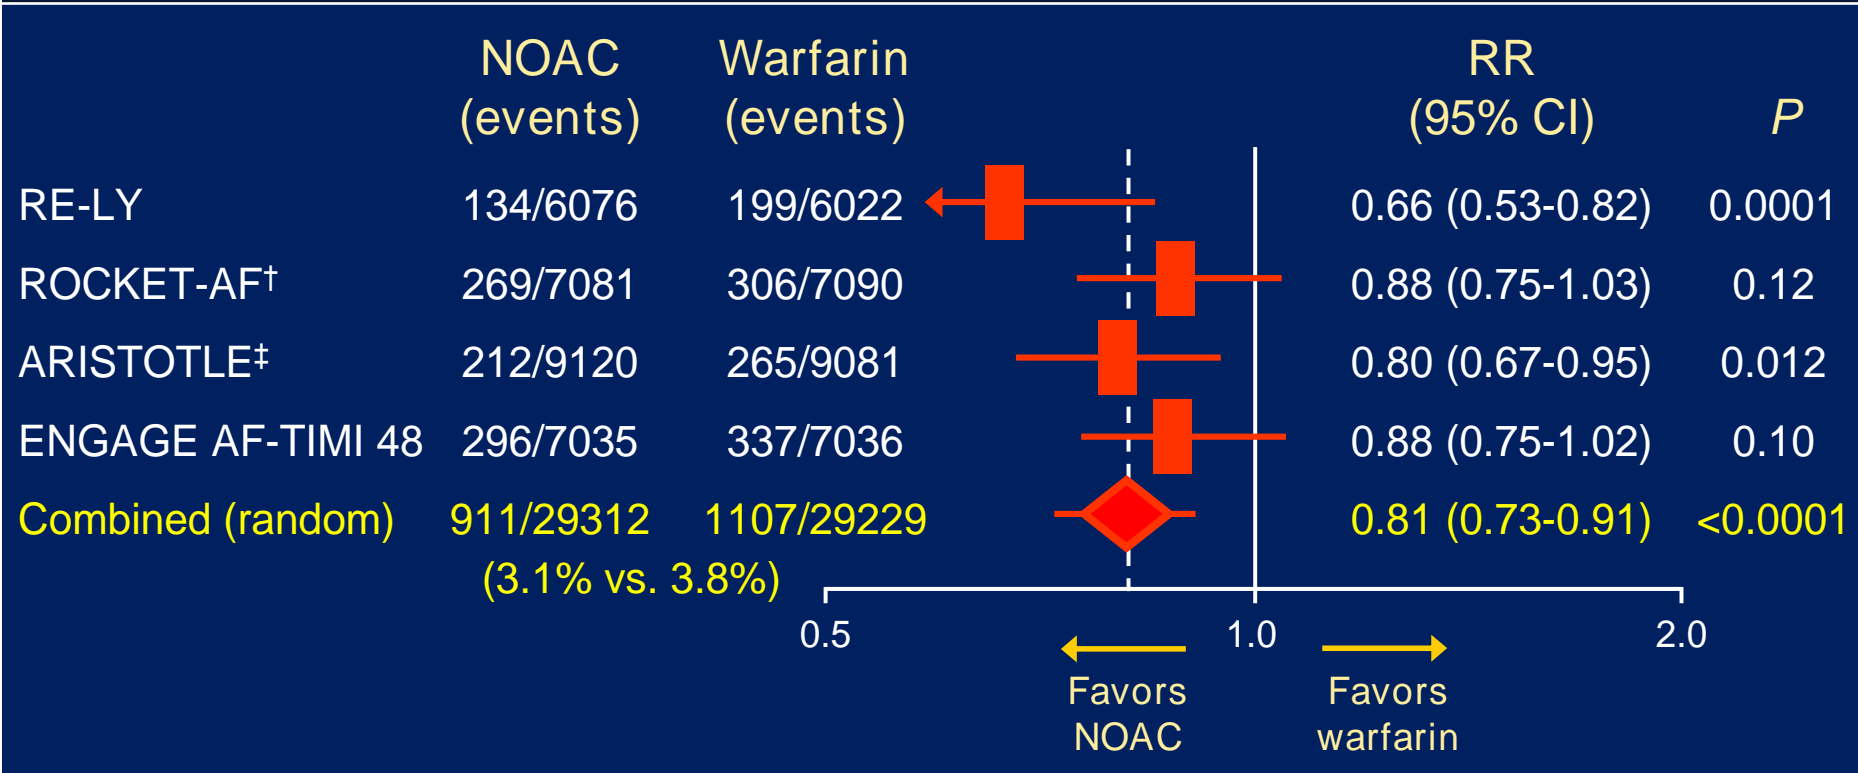 NOAC Warfarin RR
(events) (events) (95% CI) P
RE-LY 134/6076 199/6022 0.66 (0.53-0.82) 0.0001
ROCKET-AF† 269/7081 306/7090 0.88 (0.75-1.03) 0.12
ARISTOTLE‡ 212/9120 265/9081 0.80 (0.67-0.95) 0.012
ENGAGE AF-TIMI 48 296/7035 337/7036 0.88 (0.75-1.02) 0.10
Combined (random) 911/29312 1107/29229 0.81 (0.73-0.91) <0.0001
(3.1% vs. 3.8%)
0.5 1.0 2.0
Favors Favors
NOAC warfarin